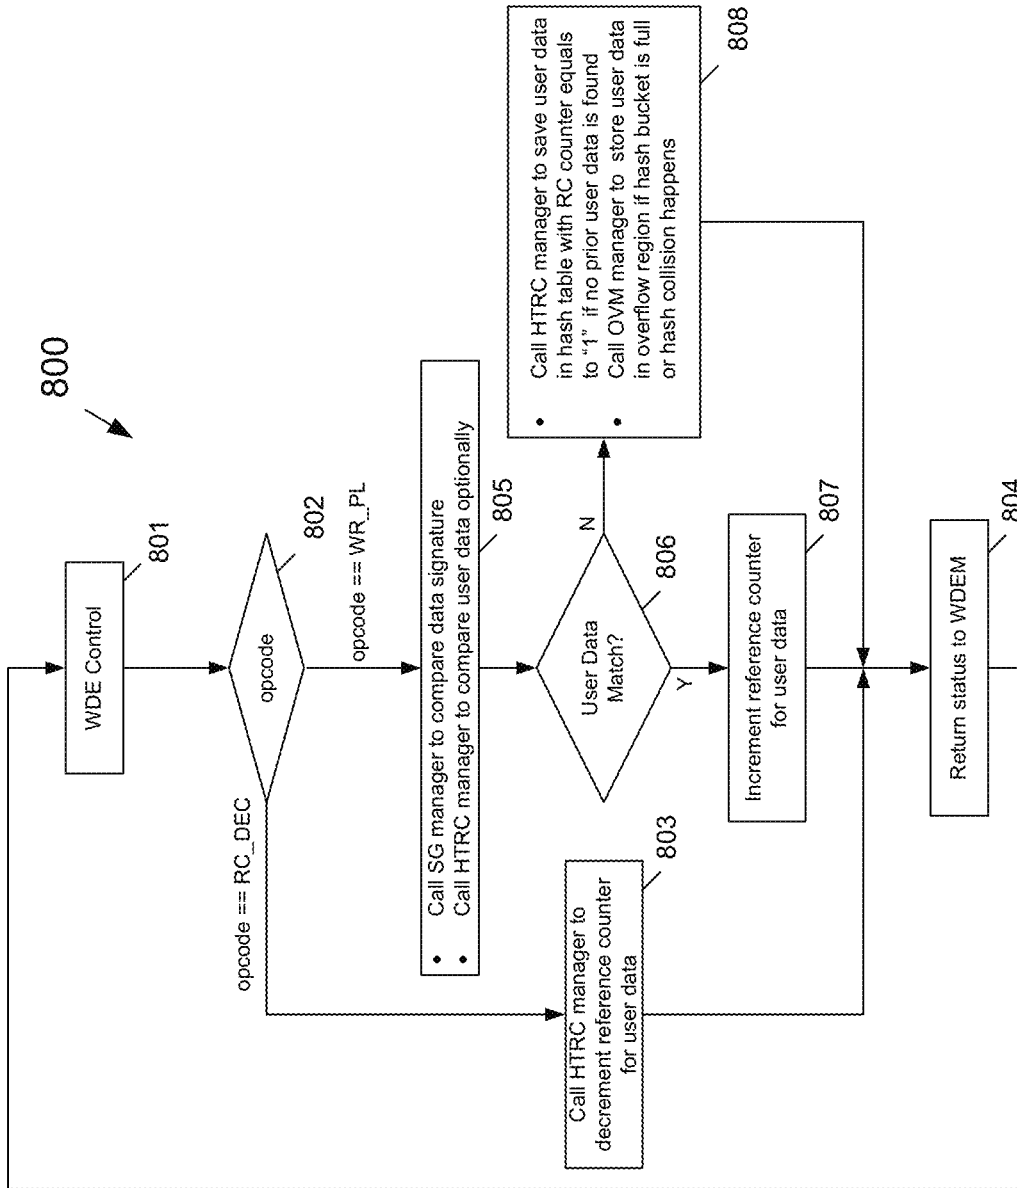 800
WDE Control
801
opcode
802
opcode == RC_DEC
opcode == WR_PL
• Call SG manager to compare data signature
• Call HTRC manager to compare user data optionally
805
User Data
Match?
806
N
Y
• Call HTRC manager to save user data
in hash table with RC counter equals
to “1” if no prior user data is found
• Call OVM manager to store user data
in overflow region if hash bucket is full
or hash collision happens
808
Call HTRC manager to
decrement reference counter
for user data
803
Increment reference counter
for user data
807
Return status to WDEM
804